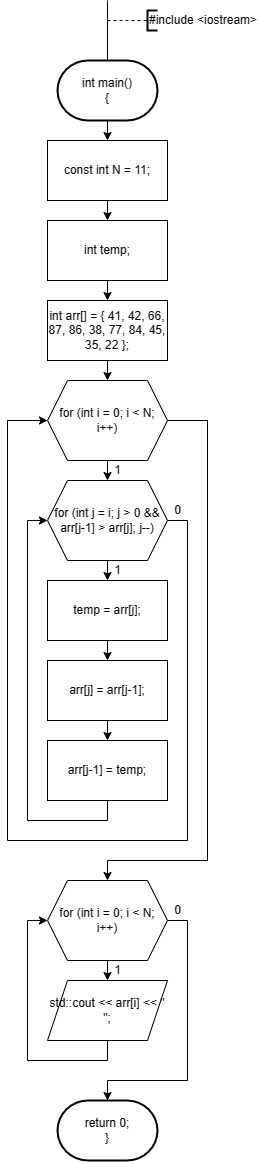 #include <iostream>
int main()
{
const int N = 11;
int temp;
int arr[] = { 41, 42, 66,
87, 86, 38, 77, 84, 45,
35, 22 };
for (int i = 0; i < N;
i++)
1
for (int j = i; j > 0 &&
arr[j-1] > arr[j]; j--)
0
1
temp = arr[j];
arr[j] = arr[j-1];
arr[j-1] = temp;
for (int i = 0; i < N;
i++)
0
1
std::cout << arr[i] << "
";
return 0;
}